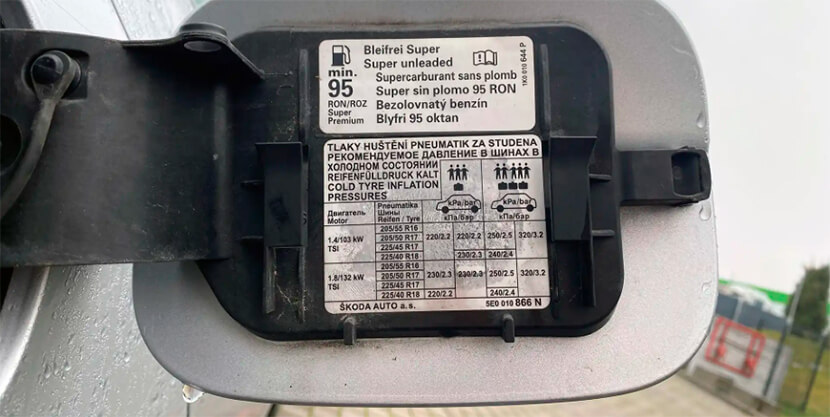 Bleifrei Super
Super unleaded
Supercarburant sans plomb
Super sin plomo 95 RON
Bezolovnatý benzín
Blyfri 95 oktan
min.
95
RON/ROZ
Super
Premium
1K0 010 644 P
TLAKY HUŠTĚNÍ PNEUMATIK ZA STUDENA
РЕКОМЕНДУЕМОЕ ДАВЛЕНИЕ В ШИНАХ В
ХОЛОДНОМ СОСТОЯНИИ
REIFENFÜLLDRUCK KALT
COLD TYRE INFLATION
PRESSURES
kPa/bar kPa/bar
кПа/бар кПа/бар
Двигатель
Motor
Pneumatika
Шины
Reifen / Tyre
1.4/103 kW
TSI
205/55 R16
205/50 R17 220/2.2 220/2.2 250/2.5 320/3.2
225/45 R17
225/40 R18 230/2.3 240/2.4
1.8/132 kW
TSI
205/55 R16
205/50 R17 230/2.3 230/2.3 250/2.5 320/3.2
225/45 R17
225/40 R18 220/2.2 240/2.4
ŠKODA AUTO a.s. 5E0 010 866 N